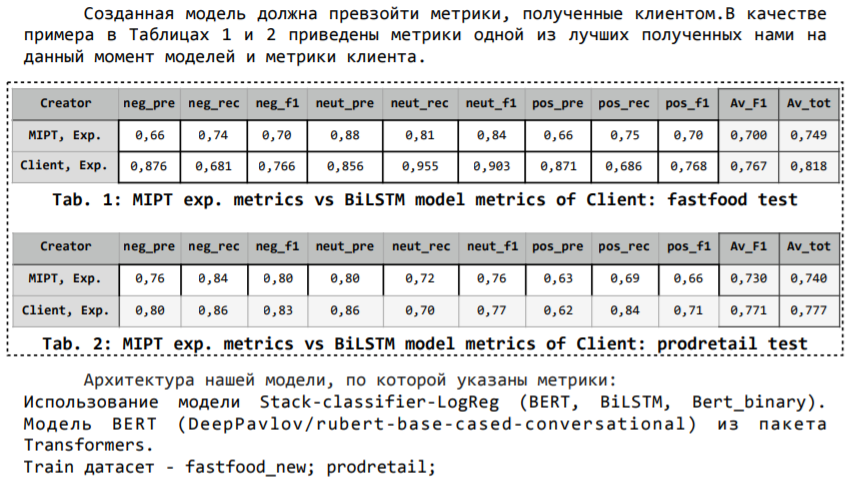 Созданная модель должна превзойти метрики, полученные клиентом.В качестве
примера в Таблицах 1 и 2 приведены метрики одной из лучших полученных нами на
данный момент моделей и метрики клиента.
Creator neg_pre neg_rec neg_f1 neut_pre neut_rec neut_f1 pos_pre pos_rec pos_f1 Av_F1 Av_tot
MIPT, Exp. 0,66 0,74 0,70 0,88 0,81 0,84 0,66 0,75 0,70 0,700 0,749
Client, Exp. 0,876 0,681 0,766 0,856 0,955 0,903 0,871 0,686 0,768 0,767 0,818
Tab. 1: MIPT exp. metrics vs BiLSTM model metrics of Client: fastfood test
Creator neg_pre neg_rec neg_f1 neut_pre neut_rec neut_f1 pos_pre pos_rec pos_f1 Av_F1 Av_tot
MIPT, Exp. 0,76 0,84 0,80 0,80 0,72 0,76 0,63 0,69 0,66 0,730 0,740
Client, Exp. 0,80 0,86 0,83 0,86 0,70 0,77 0,62 0,84 0,71 0,771 0,777
Tab. 2: MIPT exp. metrics vs BiLSTM model metrics of Client: prodretail test
Архитектура нашей модели, по которой указаны метрики:
Использование модели Stack-classifier-LogReg (BERT, BiLSTM, Bert_binary).
Модель BERT (DeepPavlov/rubert-base-cased-conversational) из пакета
Transformers.
Train датасет - fastfood_new; prodretail;